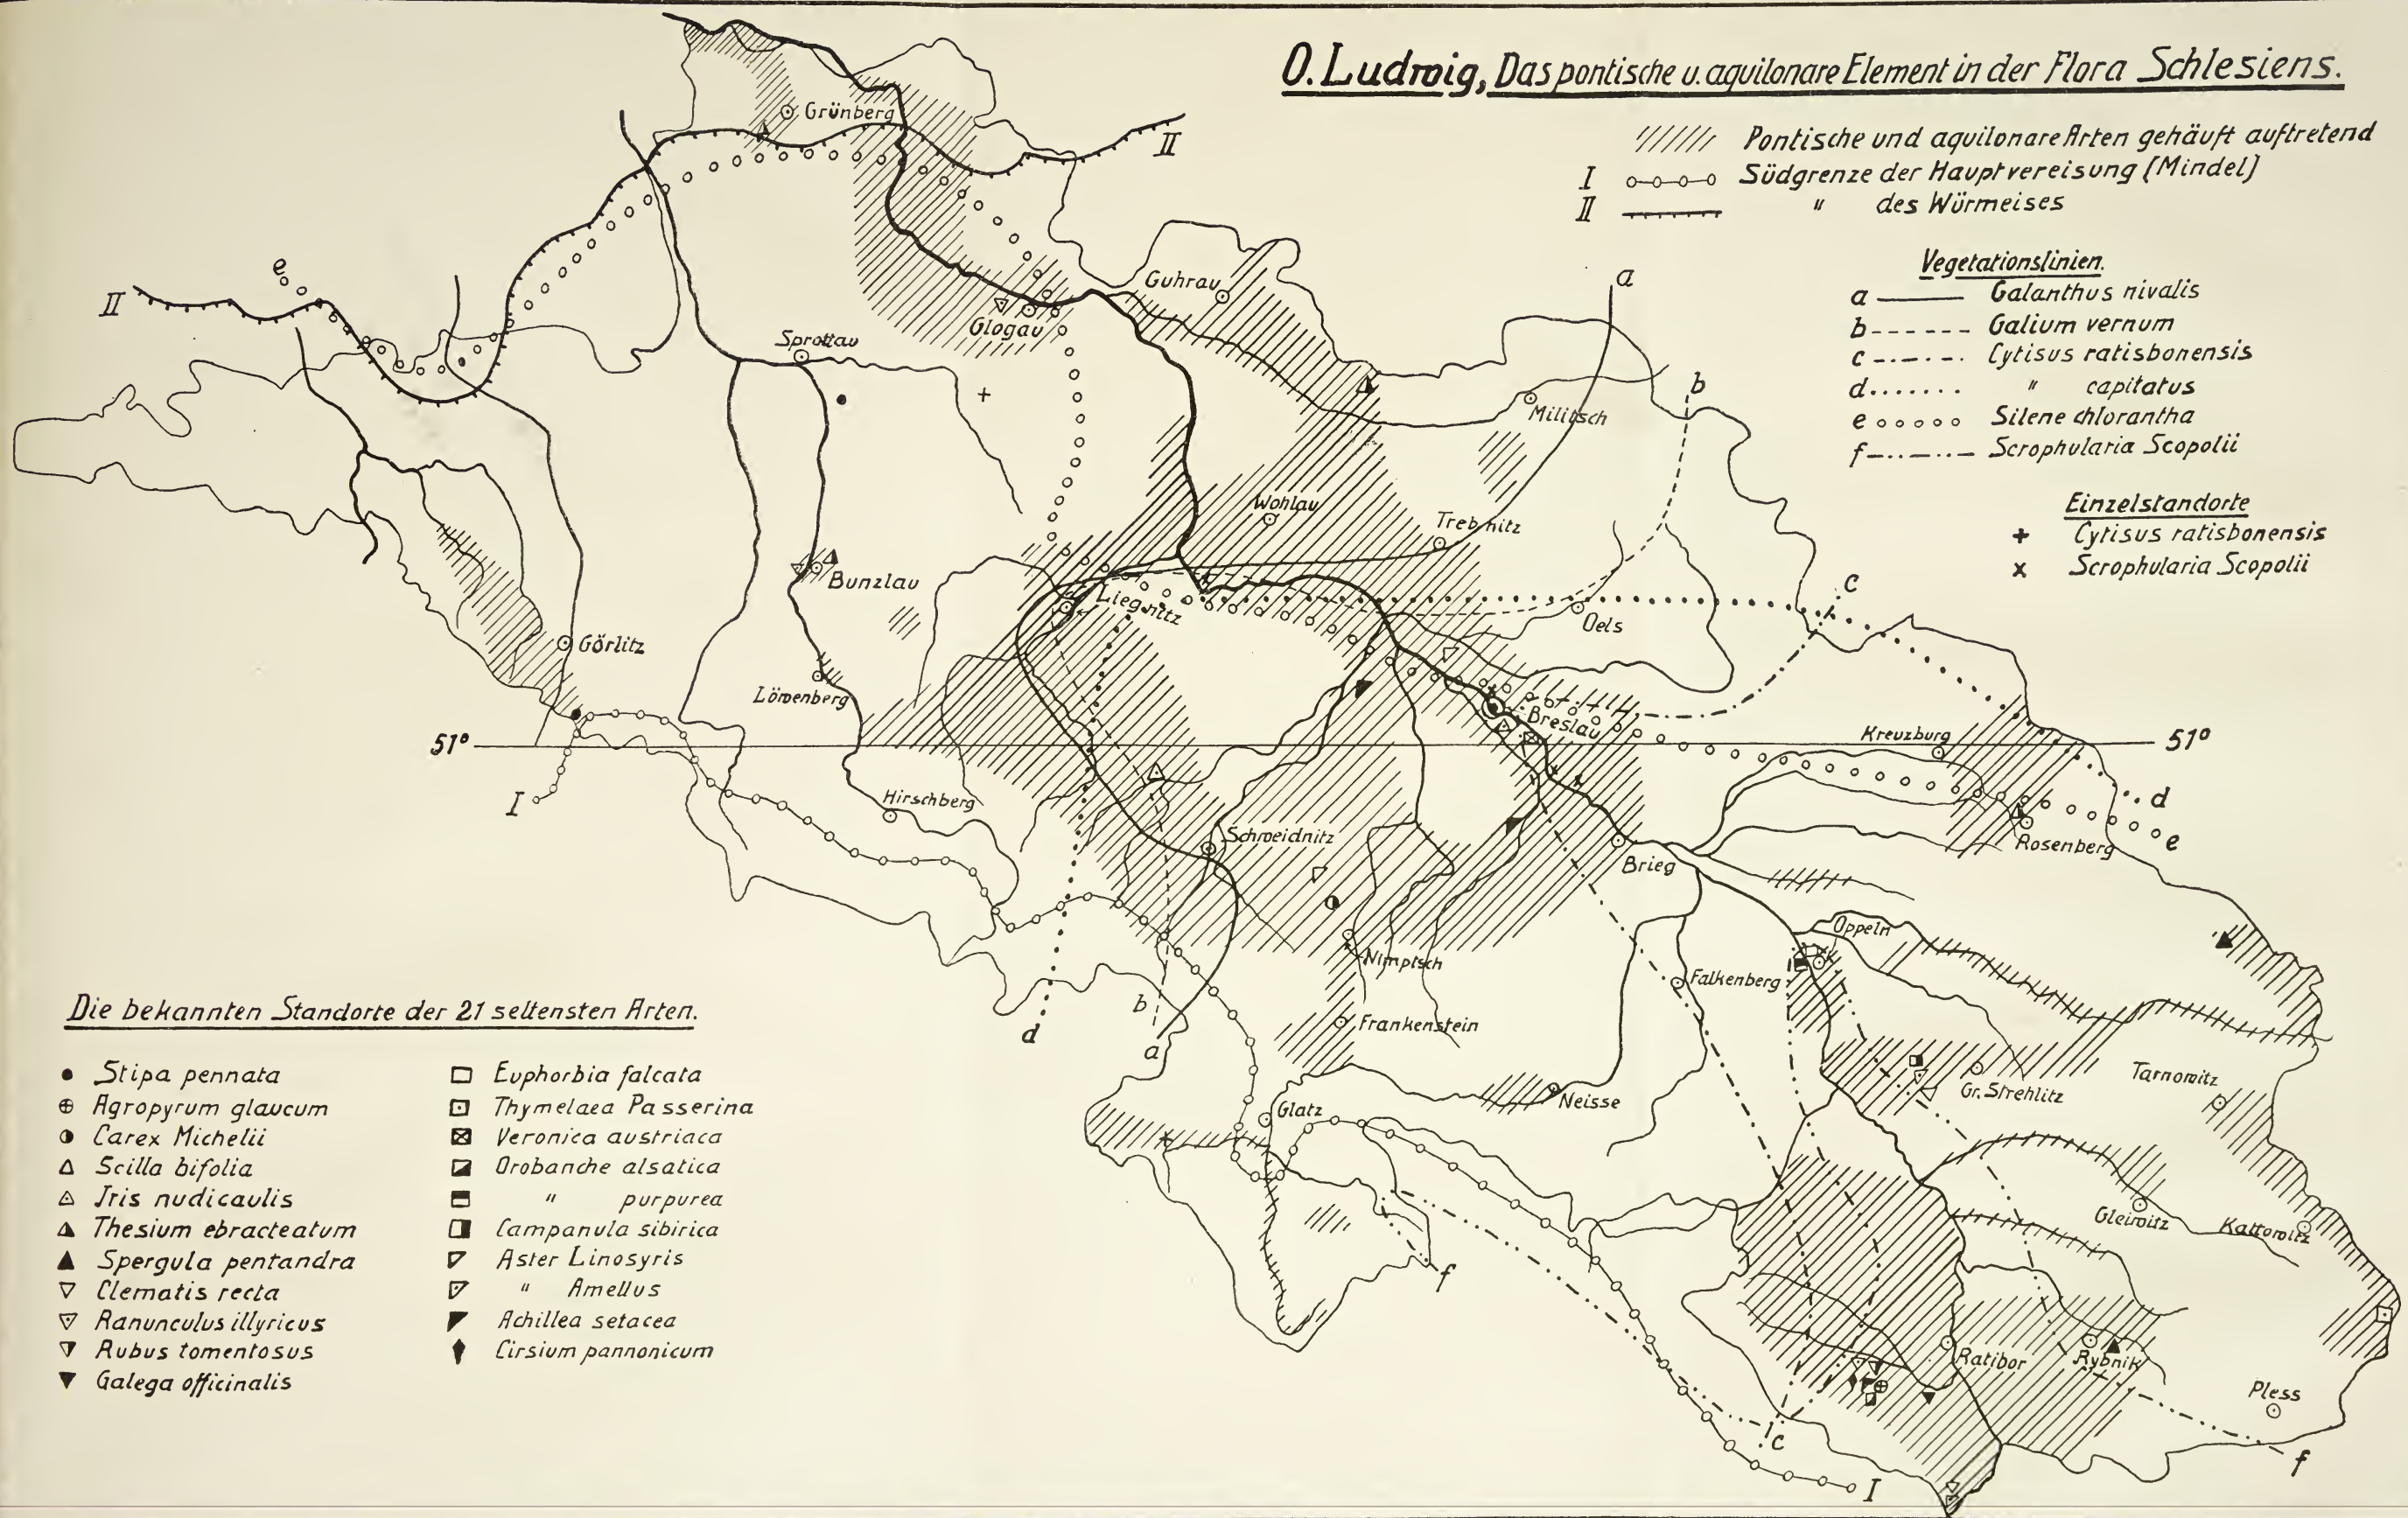 O. Ludwig, Das pontische u. aquilonare Element in der Flora Schlesiens.
Pontische und aquilonare Arten gehäuft auftretend
I Südgrenze der Hauptvereisung [Mindel]
II " des Würmeises
Vegetationslinien.
a Galanthus nivalis
b Galium vernum
c Cytisus ratisbonensis
d " capitatus
e Silene chlorantha
f Scrophularia Scopolii
Einzelstandorte
+ Cytisus ratisbonensis
x Scrophularia Scopolii
Grünberg
II
II
e
Guhrau
a
Glogau
Sprottau
b
Militsch
Wohlau
Trebnitz
Bunzlau
Liegnitz
c
Oels
Görlitz
Löwenberg
Breslau
51°
Kreuzburg
51°
I
Hirschberg
d
Schweidnitz
Rosenberg
e
Brieg
Oppeln
Nimptsch
Falkenberg
b
Frankenstein
d
a
Tarnowitz
Gr. Strehlitz
Neisse
Glatz
Gleiwitz
Kattowitz
f
Ratibor
Rybnik
Pless
c
f
I
Die bekannten Standorte der 21 seltensten Arten.
Stipa pennata
Agropyrum glaucum
Carex Michelii
Scilla bifolia
Iris nudicaulis
Thesium ebracteatum
Spergula pentandra
Clematis recta
Ranunculus illyricus
Rubus tomentosus
Galega officinalis
Euphorbia falcata
Thymelaea Passerina
Veronica austriaca
Orobanche alsatica
" purpurea
Campanula sibirica
Aster Linosyris
" Amellus
Achillea setacea
Cirsium pannonicum